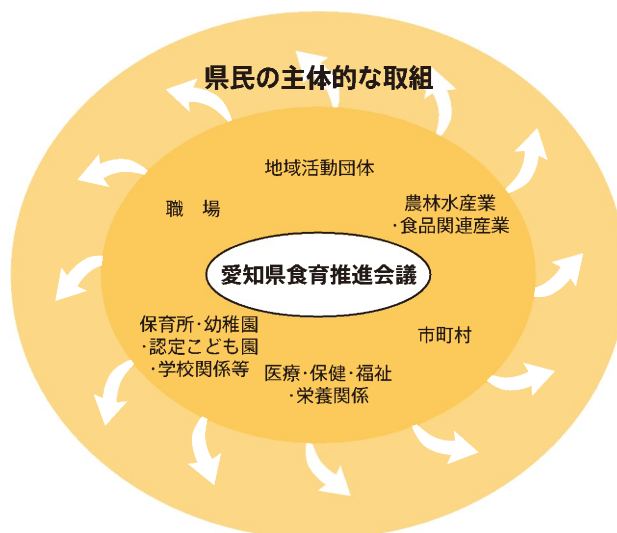 県民の主体的な取組
地域活動団体
職　場
農林水産業
・食品関連産業
愛知県食育推進会議
保育所・幼稚園
・認定こども園
・学校関係等
市町村
医療・保健・福祉
・栄養関係